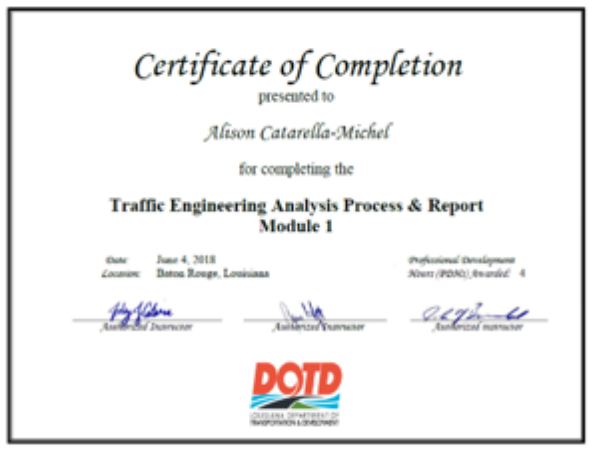 Certificate of Completion
presented to
Alison Catarella-Michel
for completing the
Traffic Engineering Analysis Process & Report
Module 1
Date: June 4, 2018
Location: Baton Rouge, Louisiana
Professional Development
Hours (PDHs) Awarded: 4
Authorized Instructor
Authorized Instructor
Authorized Instructor
DOTD
LOUISIANA DEPARTMENT OF
TRANSPORTATION & DEVELOPMENT